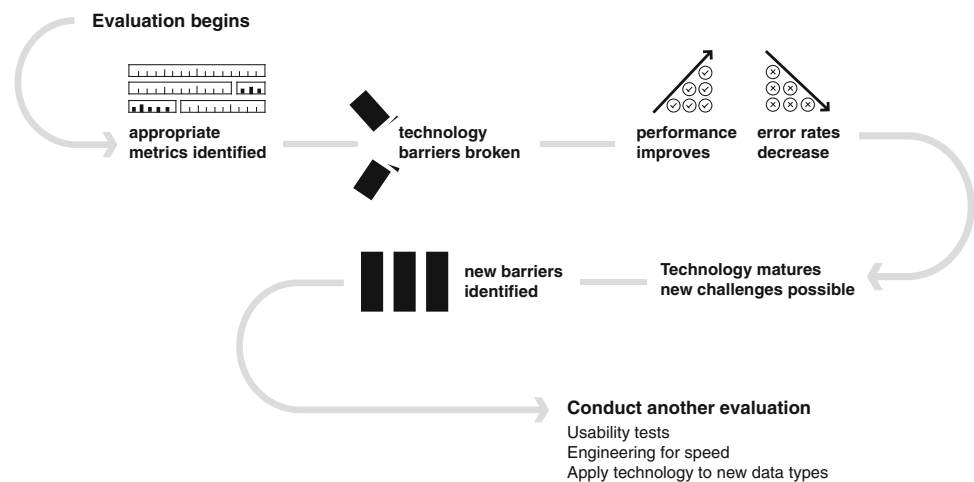 Evaluation begins
appropriate
metrics identified
technology
barriers broken
performance
improves
error rates
decrease
Technology matures
new challenges possible
new barriers
identified
Conduct another evaluation
Usability tests
Engineering for speed
Apply technology to new data types